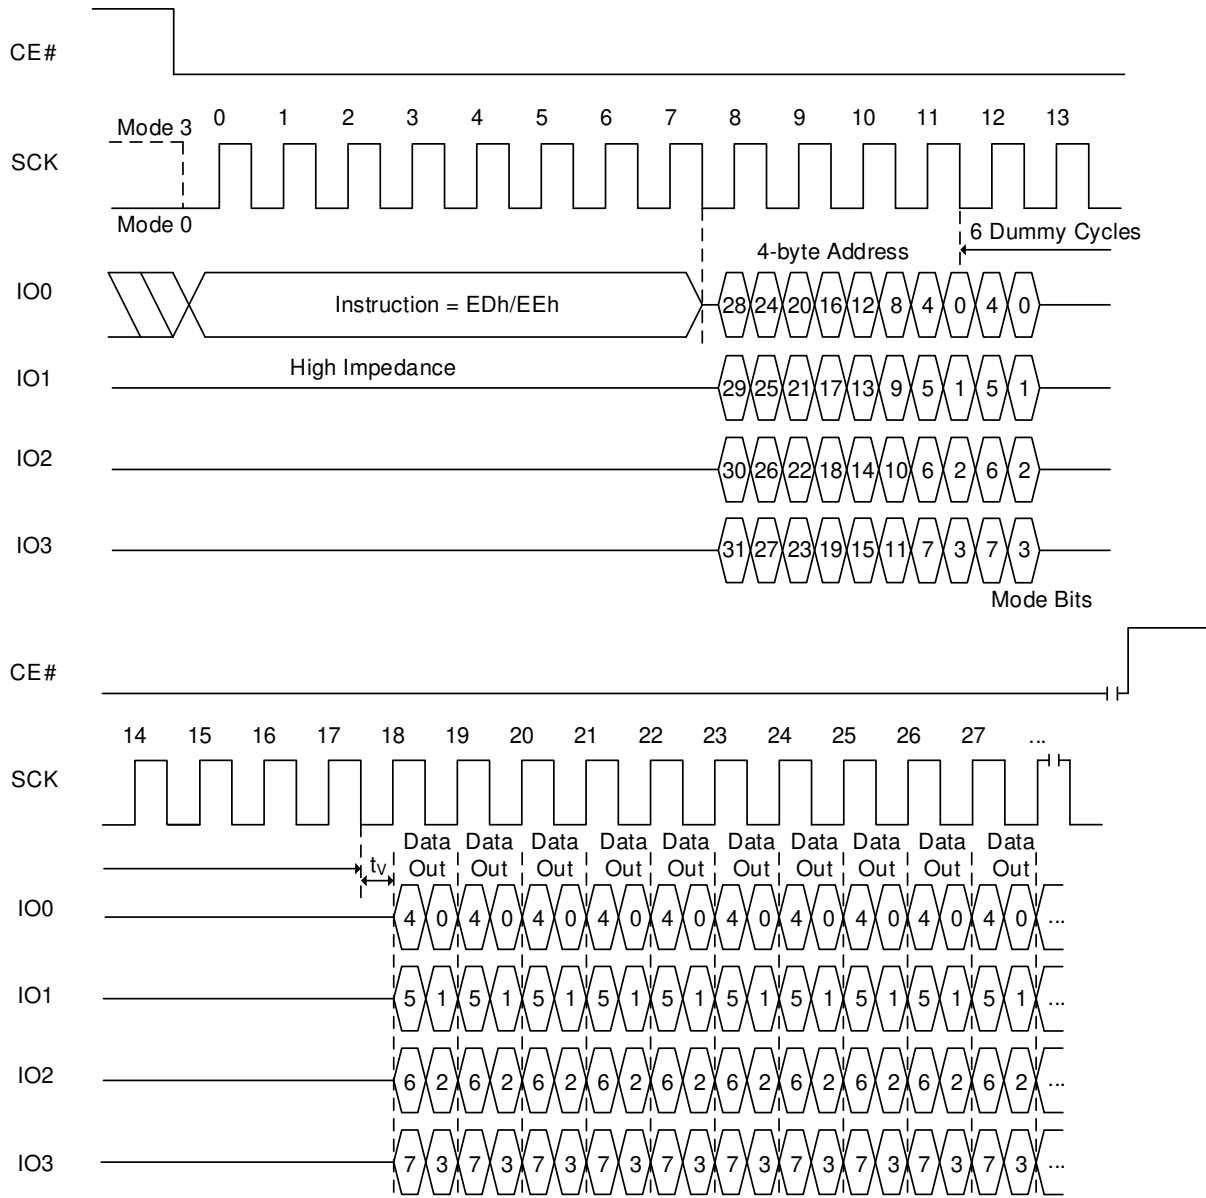 CE#
Mode 3 0 1 2 3 4 5 6 7 8 9 10 11 12 13
SCK
Mode 0
6 Dummy Cycles
4-byte Address
IO0 Instruction = EDh/EEh 28 24 20 16 12 8 4 0 4 0
High Impedance
IO1 29 25 21 17 13 9 5 1 5 1
IO2 30 26 22 18 14 10 6 2 6 2
IO3 31 27 23 19 15 11 7 3 7 3
Mode Bits
CE#
14 15 16 17 18 19 20 21 22 23 24 25 26 27 ...
SCK
Data Data Data Data Data Data Data Data Data Data
tV Out Out Out Out Out Out Out Out Out Out
IO0 4 0 4 0 4 0 4 0 4 0 4 0 4 0 4 0 4 0 4 0 ...
IO1 5 1 5 1 5 1 5 1 5 1 5 1 5 1 5 1 5 1 5 1 ...
IO2 6 2 6 2 6 2 6 2 6 2 6 2 6 2 6 2 6 2 6 2 ...
IO3 7 3 7 3 7 3 7 3 7 3 7 3 7 3 7 3 7 3 7 3 ...